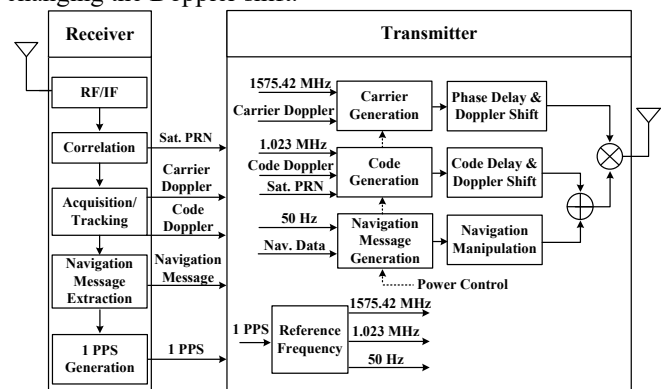 changing the Doppler shift.
Receiver
Transmitter
RF/IF
Correlation
Acquisition/
Tracking
Navigation
Message
Extraction
1 PPS
Generation
Sat. PRN
Carrier
Doppler
Code
Doppler
Navigation
Message
1 PPS
1575.42 MHz
Carrier Doppler
Carrier
Generation
Phase Delay &
Doppler Shift
1.023 MHz
Code Doppler
Sat. PRN
Code
Generation
Code Delay &
Doppler Shift
50 Hz
Nav. Data
Navigation
Message
Generation
Navigation
Manipulation
Power Control
1 PPS
Reference
Frequency
1575.42 MHz
1.023 MHz
50 Hz